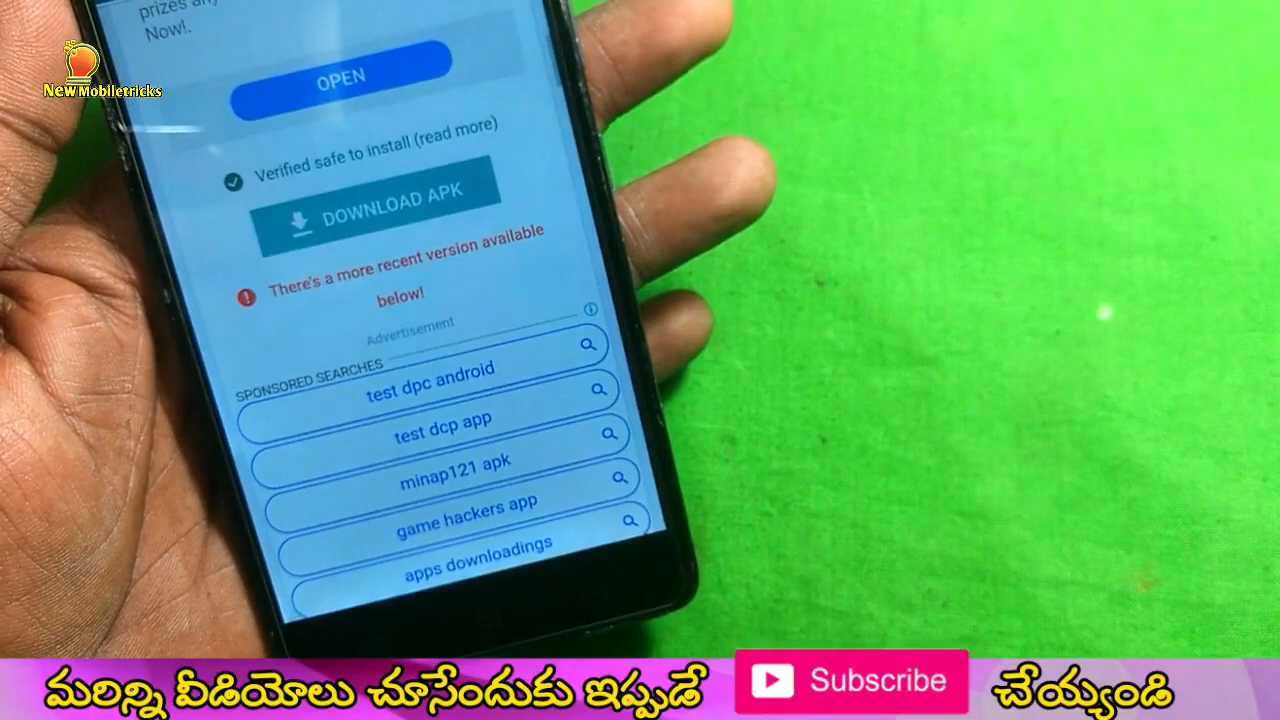 prizes any
Now!.
New Mobiletricks
OPEN
Verified safe to install (read more)
DOWNLOAD APK
There's a more recent version available
below!
Advertisement
SPONSORED SEARCHES
test dpc android
test dcp app
minap121 apk
game hackers app
apps downloadings
మరిన్ని వీడియోలు చూసేందుకు ఇప్పుడే Subscribe చేయ్యండి